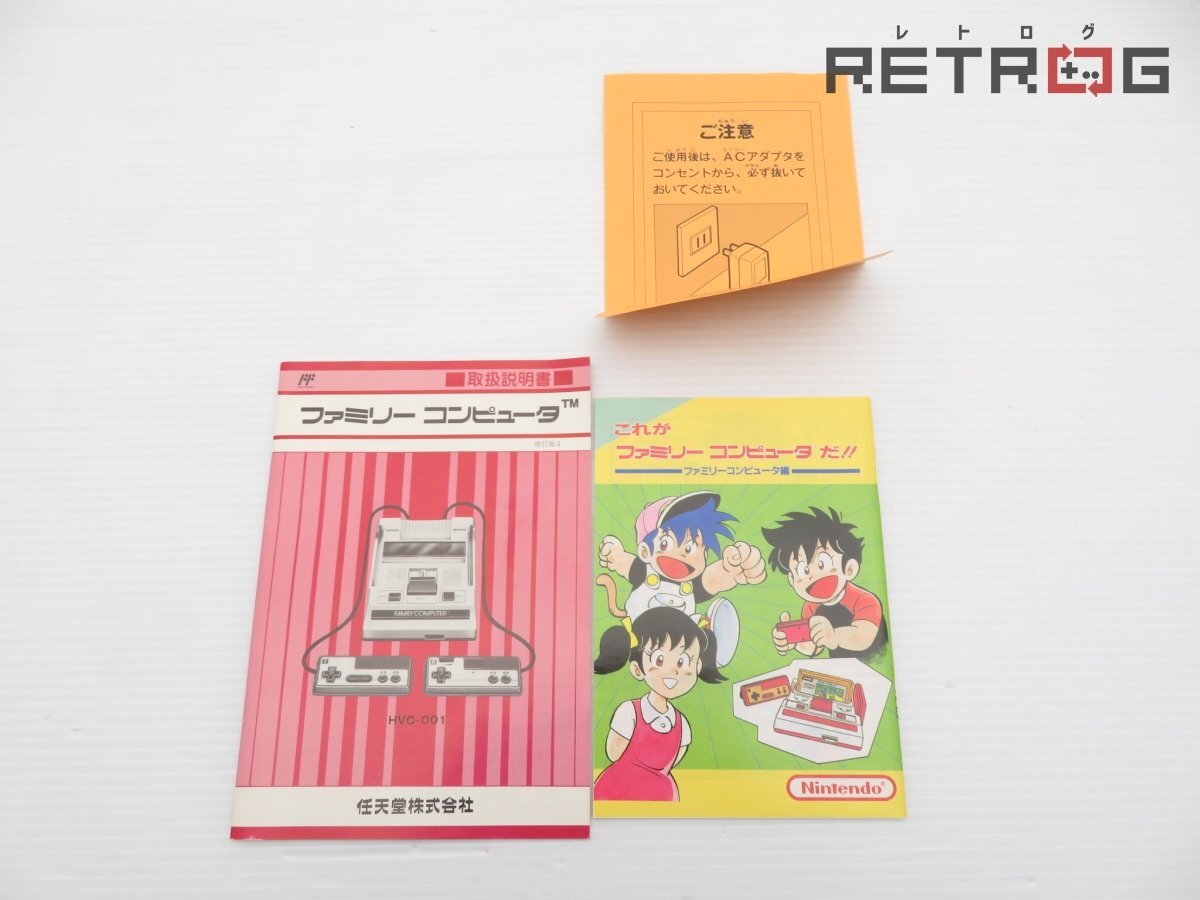 レトログ
RETROG
ご注意
ご使用後は、ACアダプタを
コンセントから、必ず抜いて
おいてください。
取扱説明書
ファミリー コンピュータ™
改訂版4
FAMILY COMPUTER
HVC-001
任天堂株式会社
これが
ファミリー コンピュータ だ!!
ファミリーコンピュータ編
Nintendo®